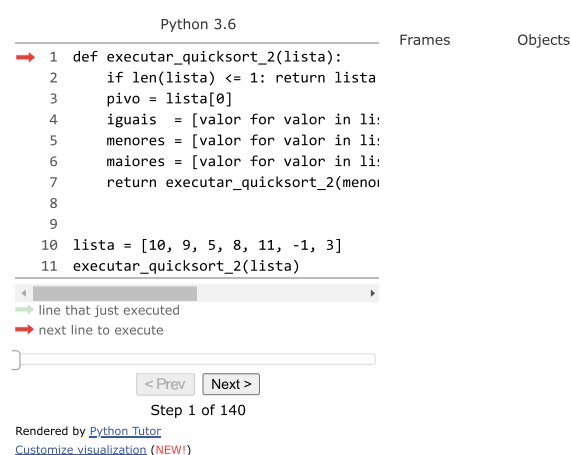 Python 3.6
Frames Objects
1 def executar_quicksort_2(lista):
2 if len(lista) <= 1: return lista
3 pivo = lista[0]
4 iguais  = [valor for valor in lis
5 menores = [valor for valor in lis
6 maiores = [valor for valor in lis
7 return executar_quicksort_2(menor
8
9
10 lista = [10, 9, 5, 8, 11, -1, 3]
11 executar_quicksort_2(lista)
line that just executed
next line to execute
< Prev Next >
Step 1 of 140
Rendered by Python Tutor
Customize visualization (NEW!)